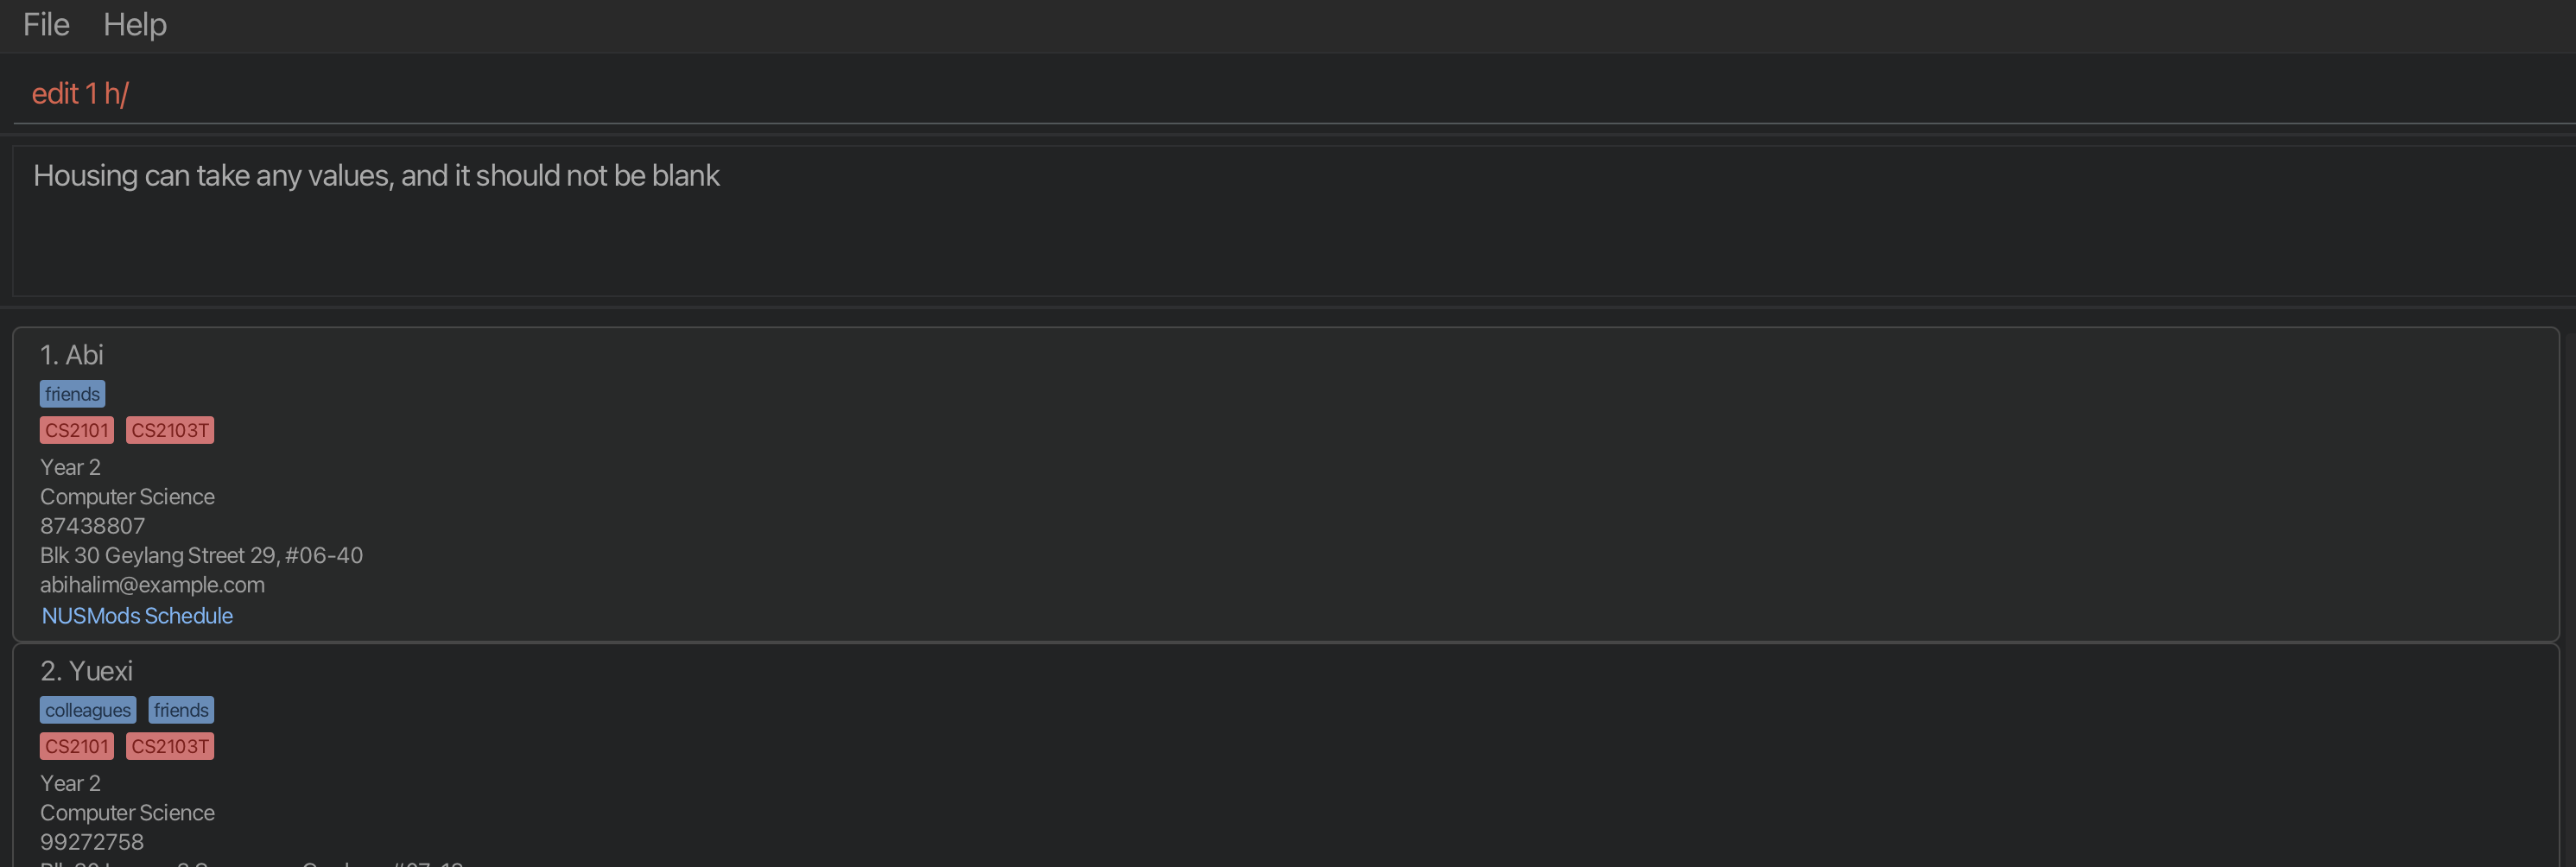 File Help
edit 1 h/
Housing can take any values, and it should not be blank
1. Abi
friends
CS2101 CS2103T
Year 2
Computer Science
87438807
Blk 30 Geylang Street 29, #06-40
abihalim@example.com
NUSMods Schedule
2. Yuexi
colleagues friends
CS2101 CS2103T
Year 2
Computer Science
99272758